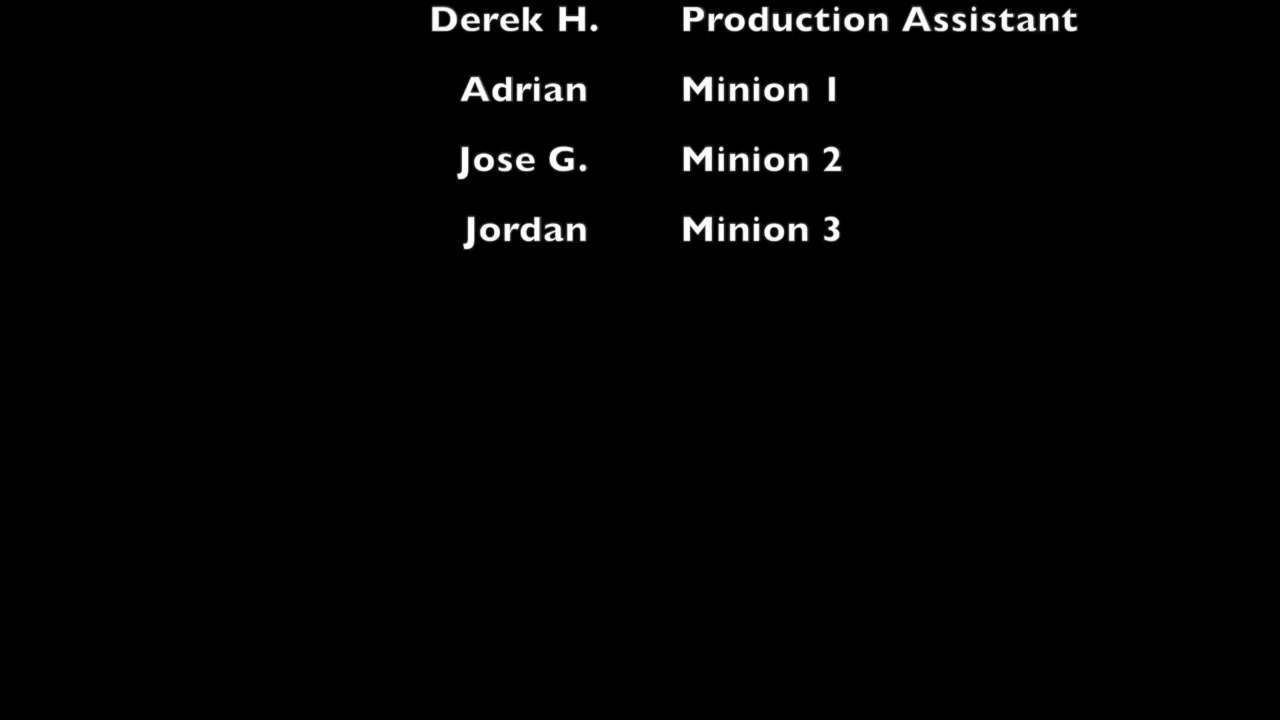 Derek H. Production Assistant
Adrian Minion 1
Jose G. Minion 2
Jordan Minion 3